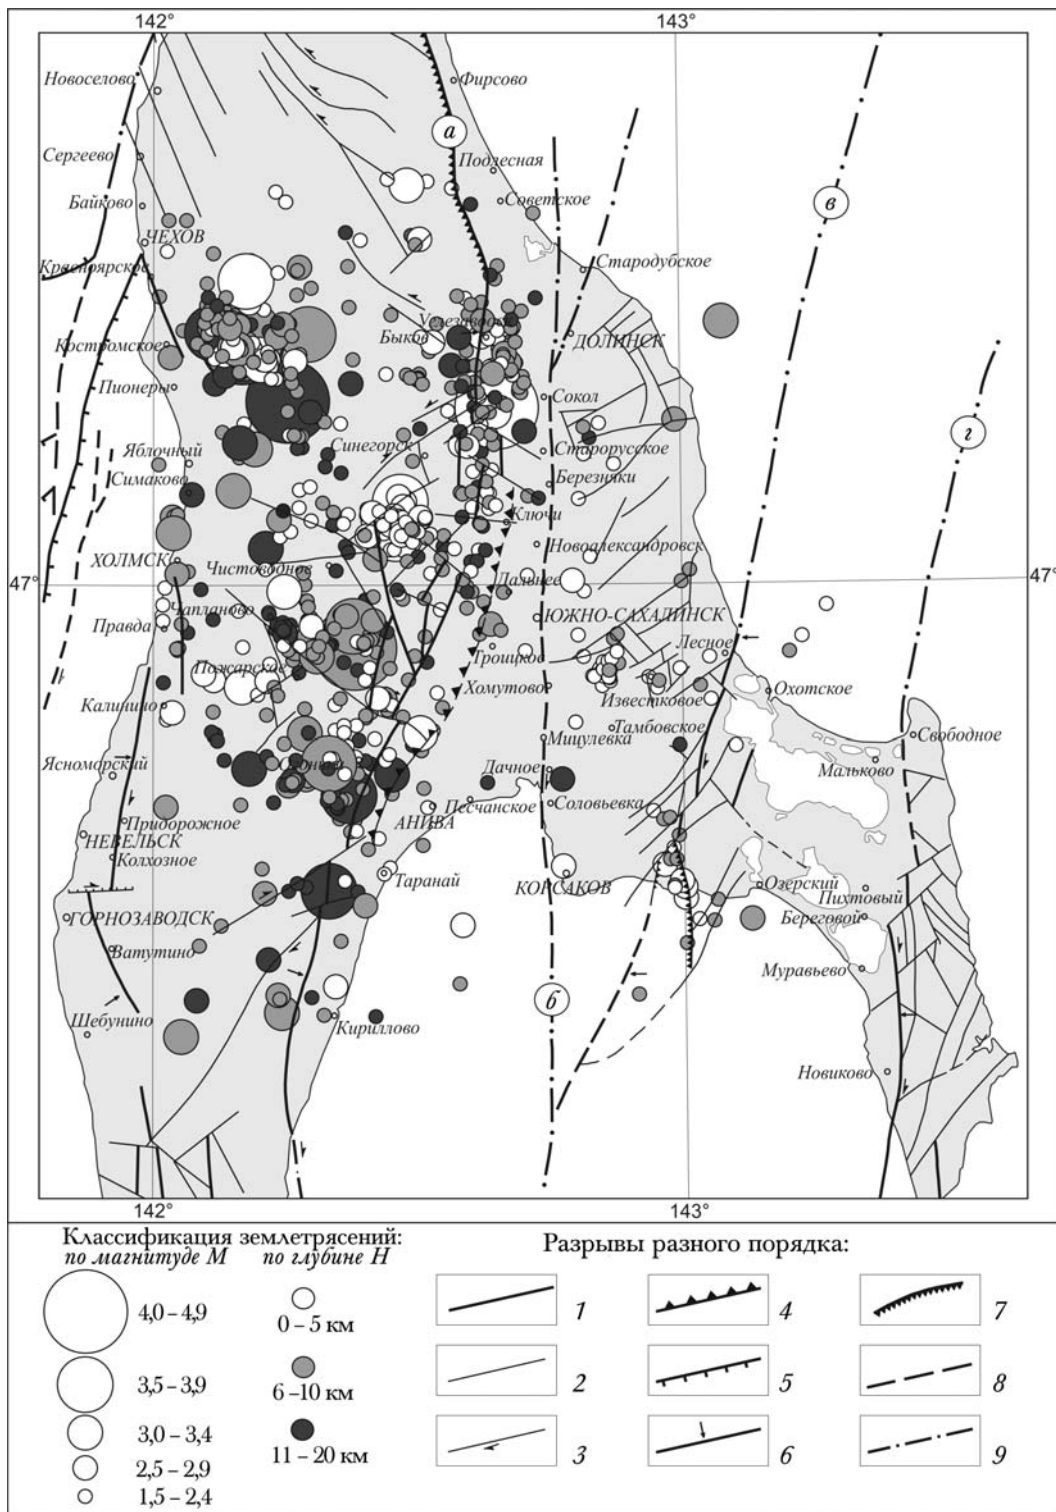 142°
143°
Новоселово
Фирсово
а
Сергеево
Подлесная
Байково
Советское
в
ЧЕХОВ
Красноярское
Стародубское
Углезаводск
Быков
ДОЛИНСК
Костромское
Пионеры
Сокол
г
Синегорск
Яблочный
Старорусское
Симаково
Березняки
Ключи
Новоалександровск
ХОЛМСК
Чистоводное
47°
47°
Дальнее
Чапланово
ЮЖНО-САХАЛИНСК
Правда
Лесное
Троицкое
Пожарское
Хомутово
Известковое
Охотское
Калинино
Тамбовское
Мицулевка
Свободное
Ясноморский
Дачное
Мальково
Песчанское
Соловьевка
Придорожное
АНИВА
НЕВЕЛЬСК
Колхозное
Таранай
КОРСАКОВ
Озерский
Пихтовый
ГОРНОЗАВОДСК
Береговой
Ватутино
Муравьево
б
Шебунино
Кириллово
Новиково
142°
143°
Классификация землетрясений:
по магнитуде М
по глубине Н
Разрывы разного порядка:
4,0 – 4,9
0 – 5 км
1
4
7
3,5 – 3,9
6 –10 км
2
5
8
3,0 – 3,4
11 – 20 км
3
6
9
2,5 – 2,9
1,5 – 2,4